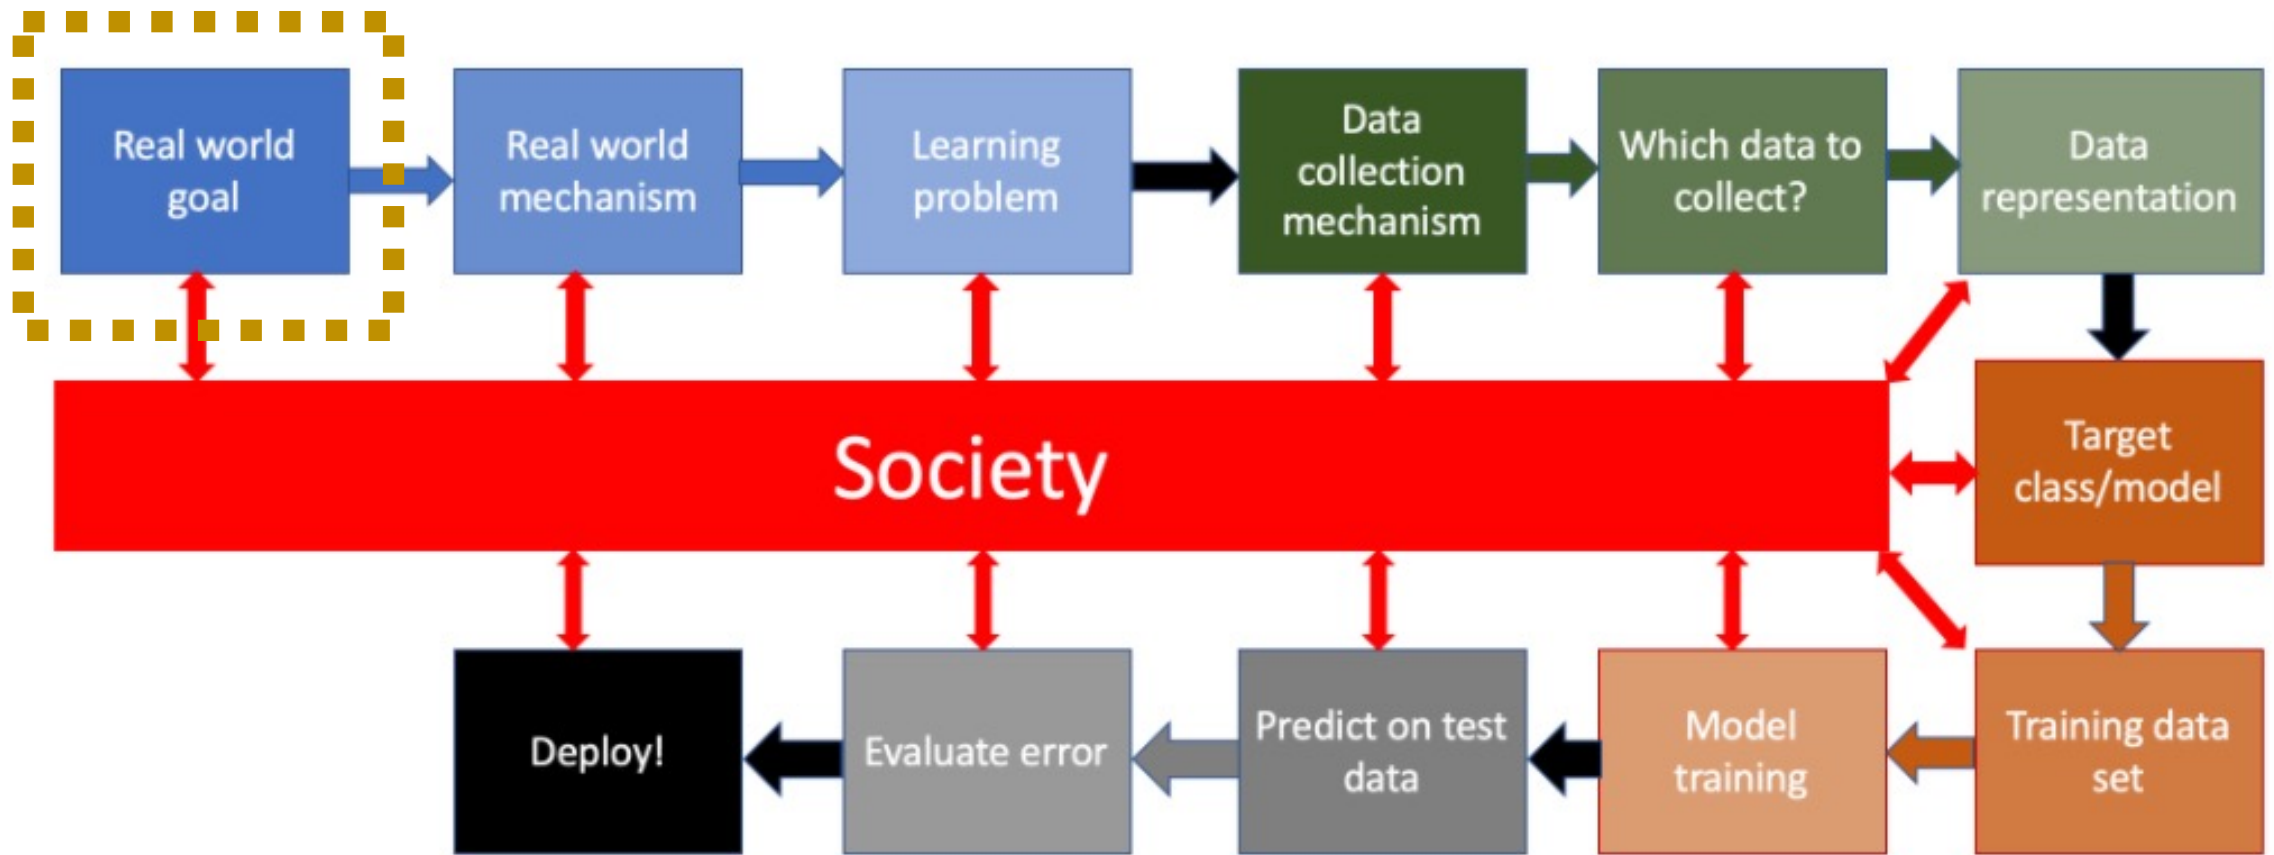 Real world
goal
Real world
mechanism
Learning
problem
Data
collection
mechanism
Which data to
collect?
Data
representation
Society
Target
class/model
Deploy!
Evaluate error
Predict on test
data
Model
training
Training data
set